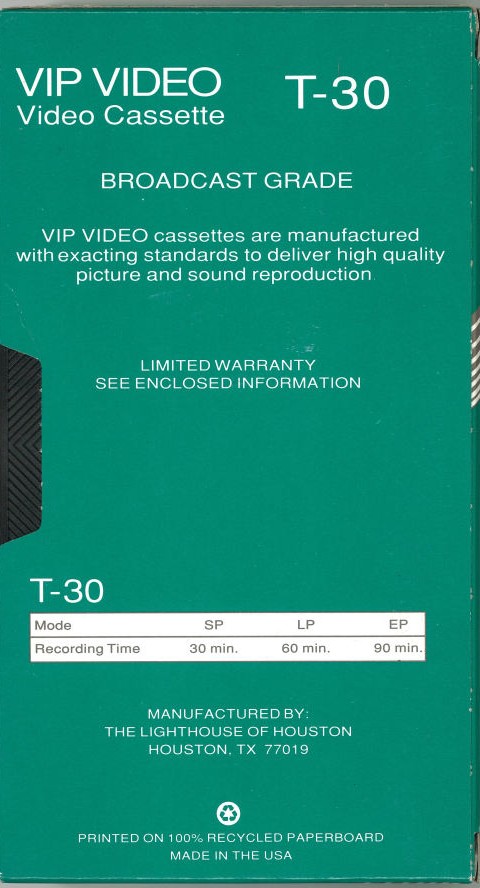 VIP VIDEO
Video Cassette
T-30
BROADCAST GRADE
VIP VIDEO cassettes are manufactured
with exacting standards to deliver high quality
picture and sound reproduction.
LIMITED WARRANTY
SEE ENCLOSED INFORMATION
T-30
Mode SP LP EP
Recording Time 30 min. 60 min. 90 min.
MANUFACTURED BY:
THE LIGHTHOUSE OF HOUSTON
HOUSTON, TX 77019
PRINTED ON 100% RECYCLED PAPERBOARD
MADE IN THE USA